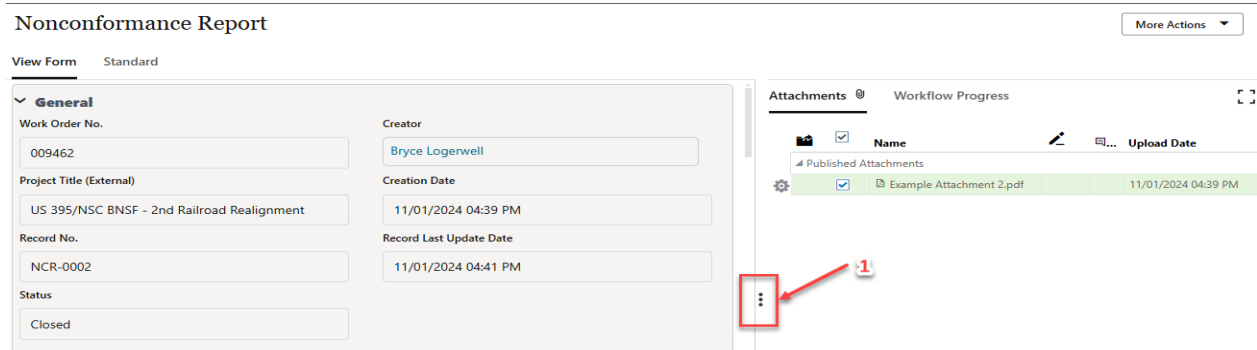 Nonconformance Report
More Actions
View Form Standard
General
Work Order No.
009462
Creator
Bryce Logerwell
Project Title (External)
US 395/NSC BNSF - 2nd Railroad Realignment
Creation Date
11/01/2024 04:39 PM
Record No.
NCR-0002
Record Last Update Date
11/01/2024 04:41 PM
Status
Closed
Attachments Workflow Progress
Name ... Upload Date
Published Attachments
Example Attachment 2.pdf 11/01/2024 04:39 PM
1